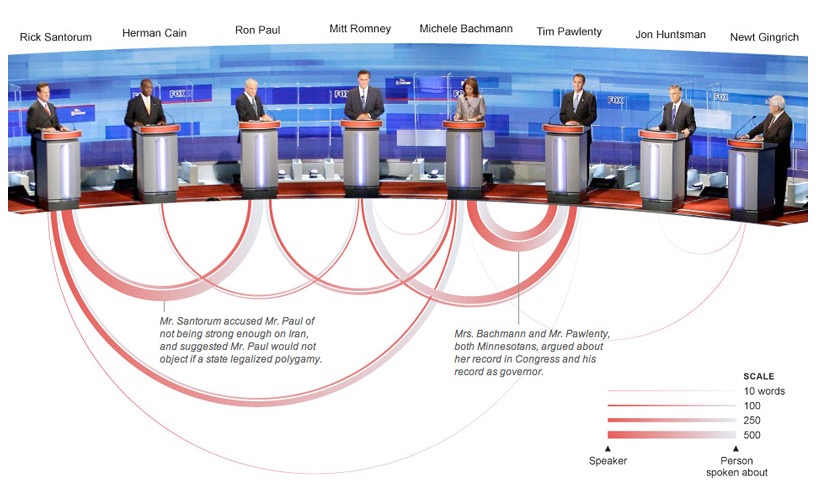 Rick Santorum
Herman Cain
Ron Paul
Mitt Romney
Michele Bachmann
Tim Pawlenty
Jon Huntsman
Newt Gingrich
FOX
FOX
FOX
FOX
Mr. Santorum accused Mr. Paul of
not being strong enough on Iran,
and suggested Mr. Paul would not
object if a state legalized polygamy.
Mrs. Bachmann and Mr. Pawlenty,
both Minnesotans, argued about
her record in Congress and his
record as governor.
SCALE
10 words
100
250
500
Speaker
Person
spoken about